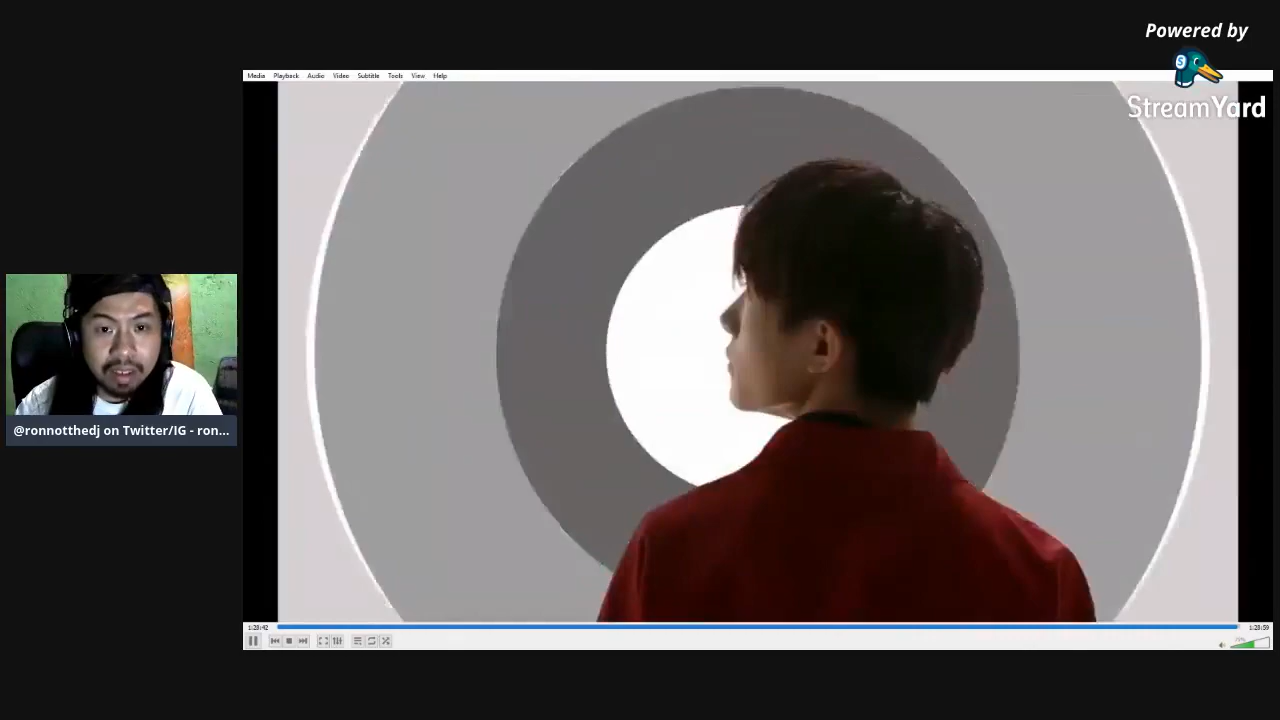 Powered by
StreamYard
Media Playback Audio Video Subtitle Tools View Help
@ronnotthedj on Twitter/IG - ron...